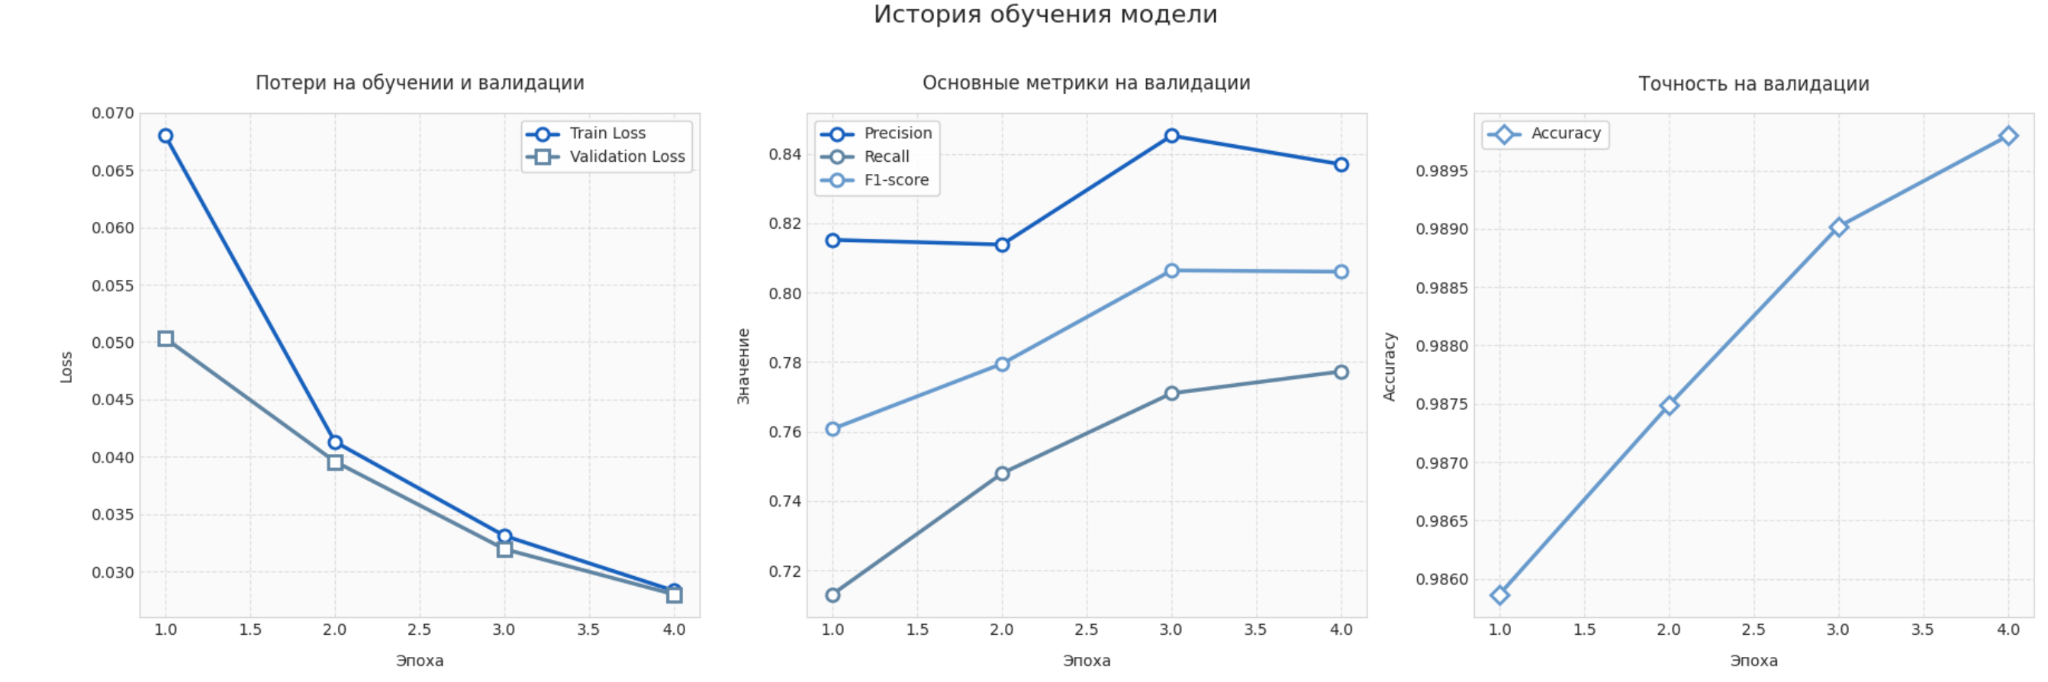 История обучения модели
Потери на обучении и валидации
Loss
0.070
0.065
0.060
0.055
0.050
0.045
0.040
0.035
0.030
Train Loss
Validation Loss
1.0 1.5 2.0 2.5 3.0 3.5 4.0
Эпоха
Основные метрики на валидации
Значение
0.84
0.82
0.80
0.78
0.76
0.74
0.72
Precision
Recall
F1-score
1.0 1.5 2.0 2.5 3.0 3.5 4.0
Эпоха
Точность на валидации
Accuracy
0.9895
0.9890
0.9885
0.9880
0.9875
0.9870
0.9865
0.9860
Accuracy
1.0 1.5 2.0 2.5 3.0 3.5 4.0
Эпоха